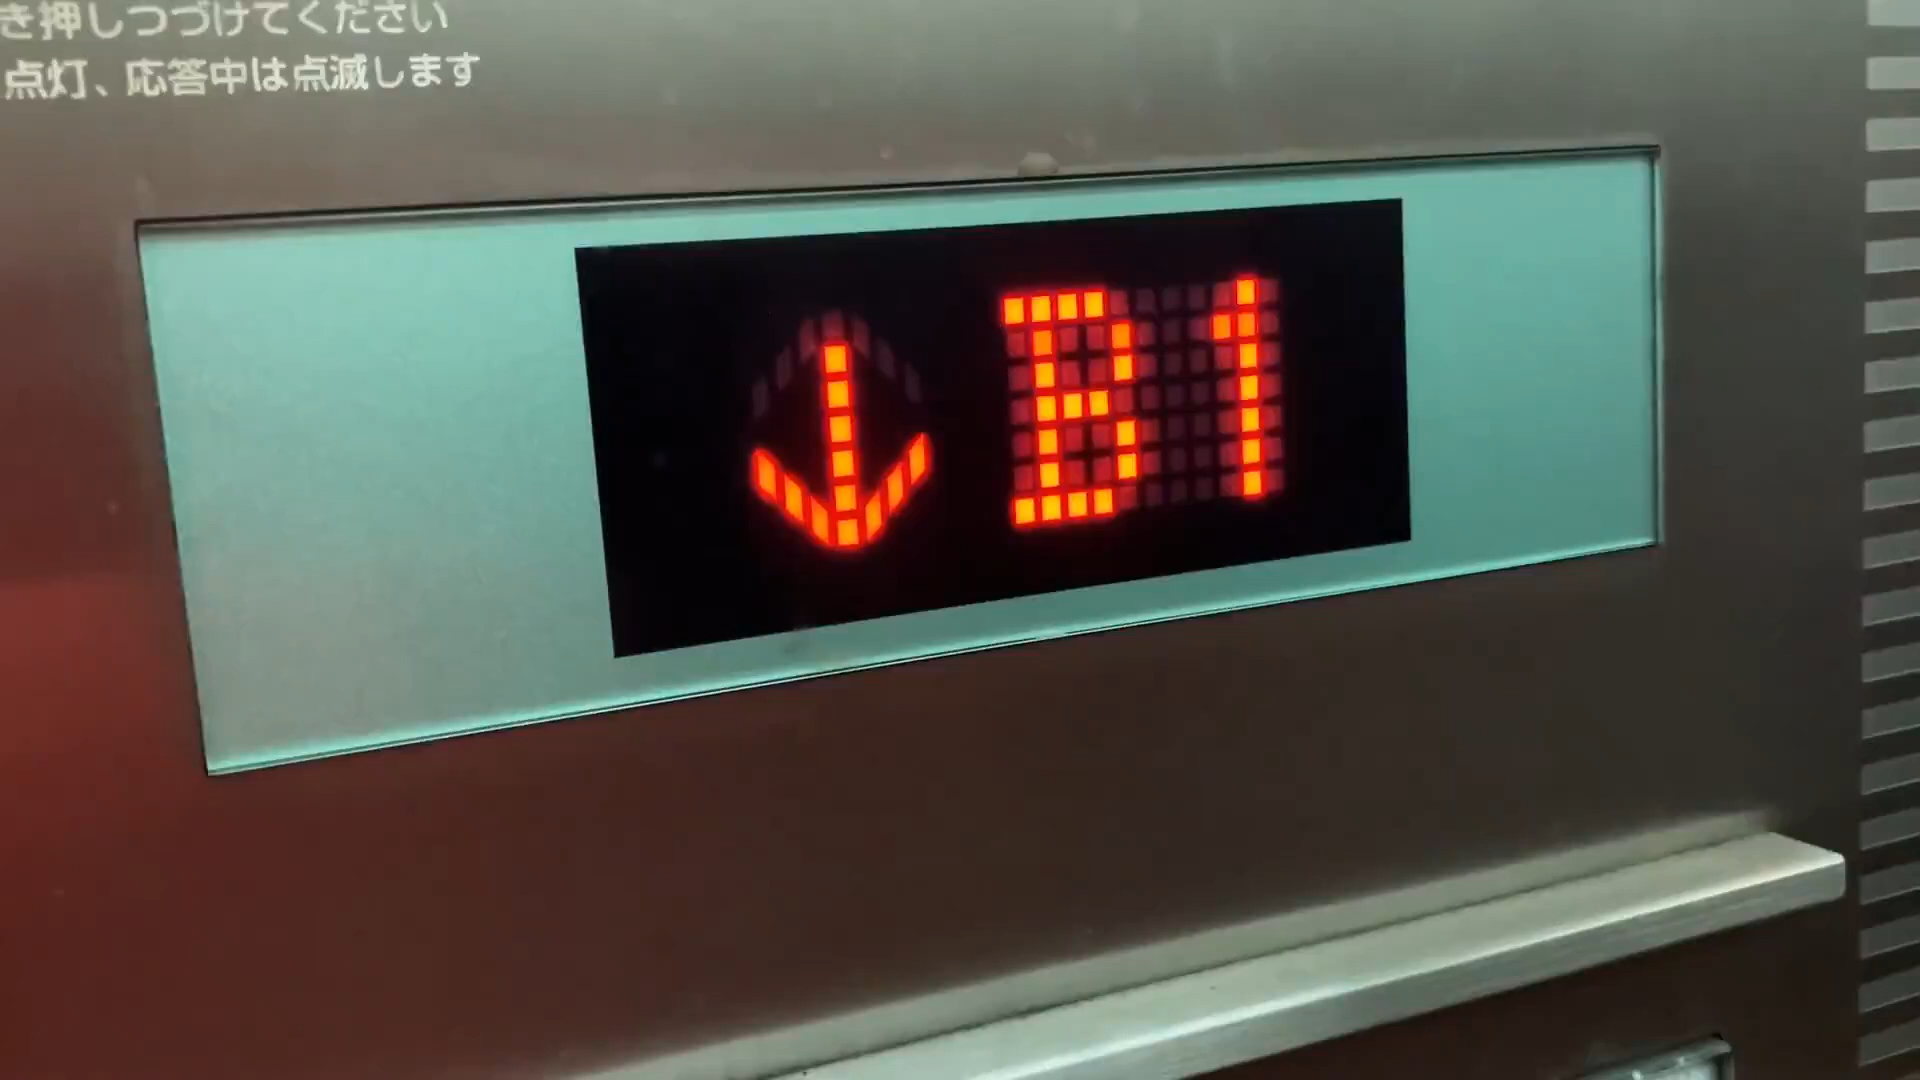 き押しつづけてください
点灯、応答中は点滅します
↓ B1